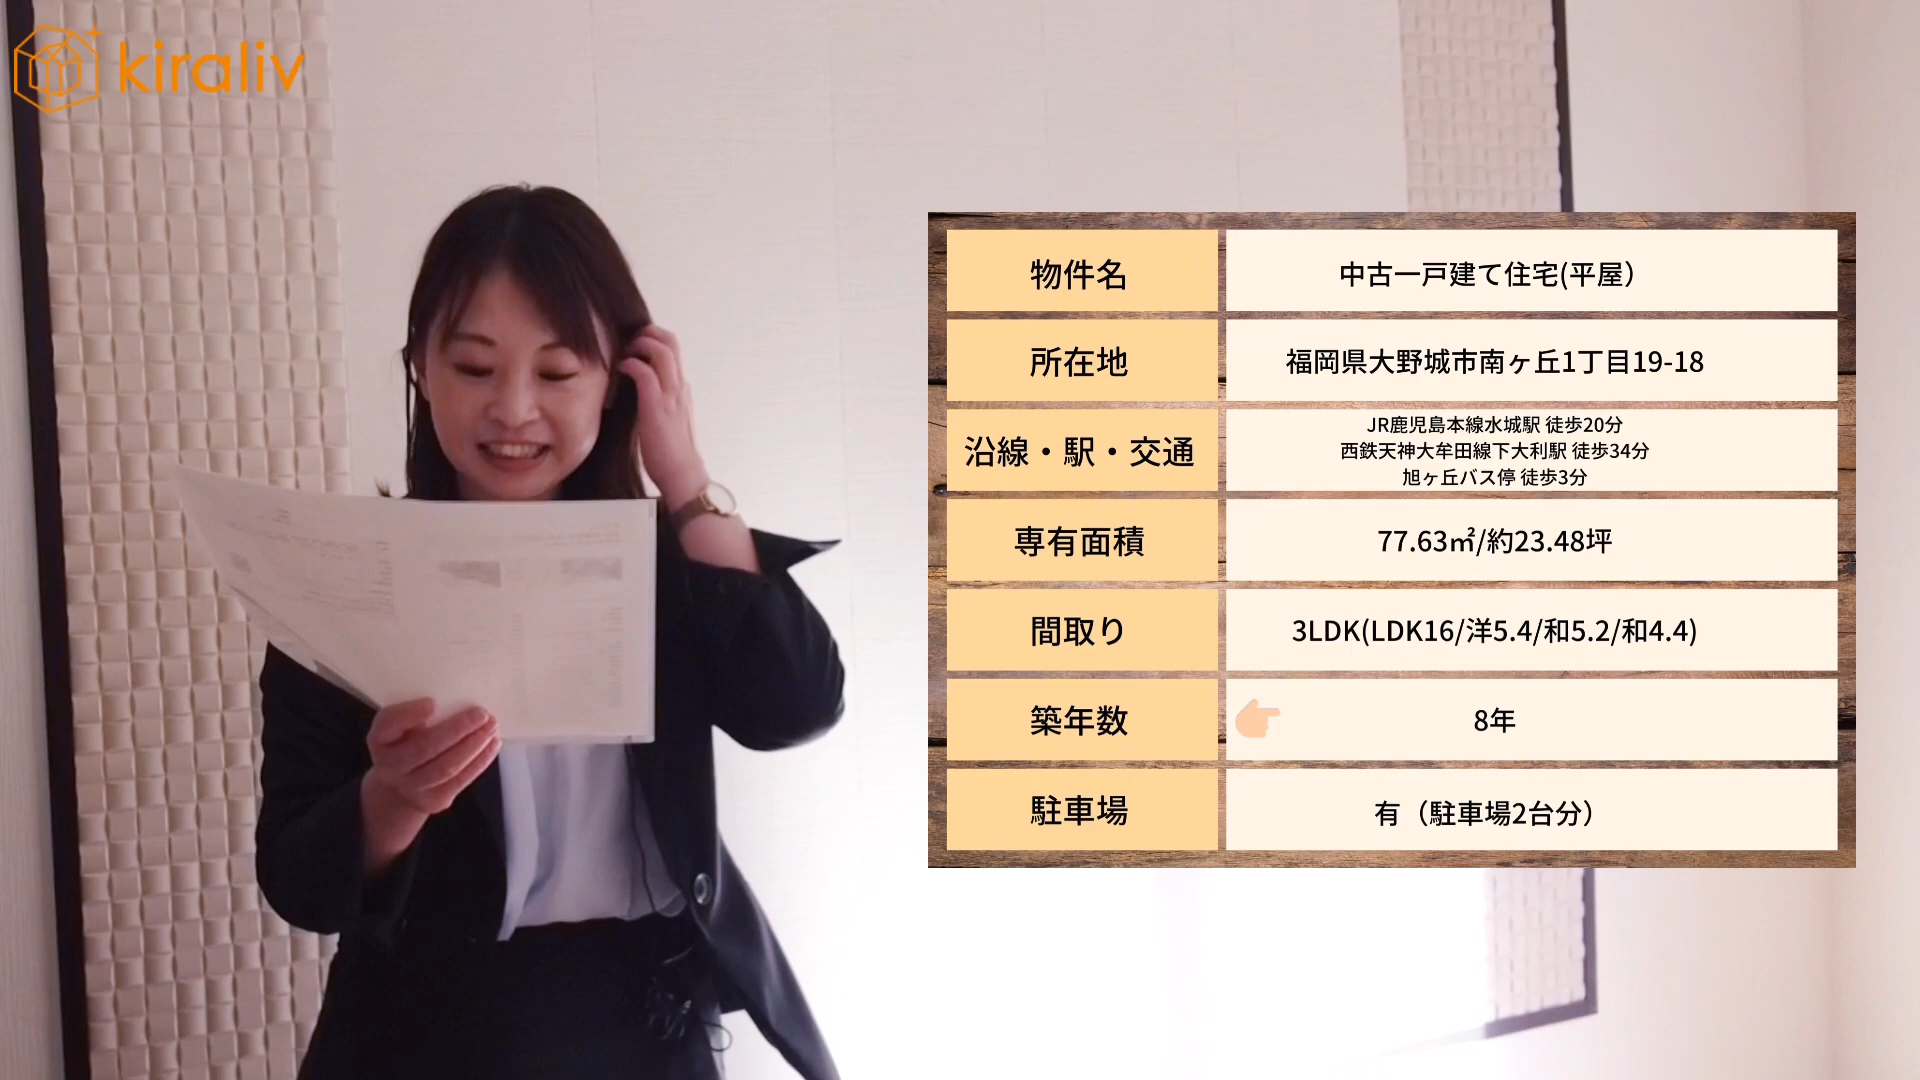 kiraliv
物件名
中古一戸建て住宅(平屋）
所在地
福岡県大野城市南ヶ丘1丁目19-18
沿線・駅・交通
JR鹿児島本線水城駅 徒歩20分
西鉄天神大牟田線下大利駅 徒歩34分
旭ヶ丘バス停 徒歩3分
専有面積
77.63㎡/約23.48坪
間取り
3LDK(LDK16/洋5.4/和5.2/和4.4)
築年数
8年
駐車場
有（駐車場2台分）